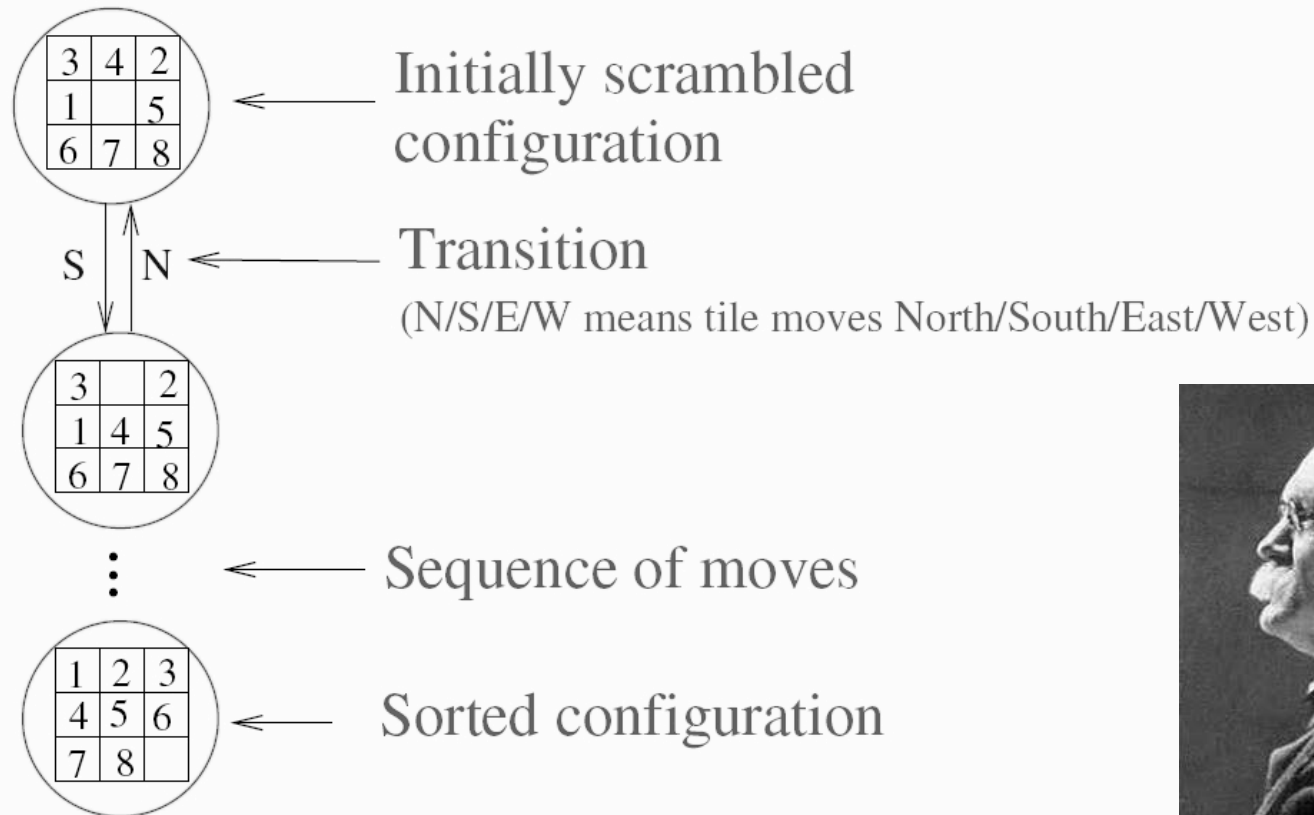 3 4 2
1 5
6 7 8
Initially scrambled
configuration
S N
Transition
(N/S/E/W means tile moves North/South/East/West)
3 2
1 4 5
6 7 8
Sequence of moves
1 2 3
4 5 6
7 8
Sorted configuration